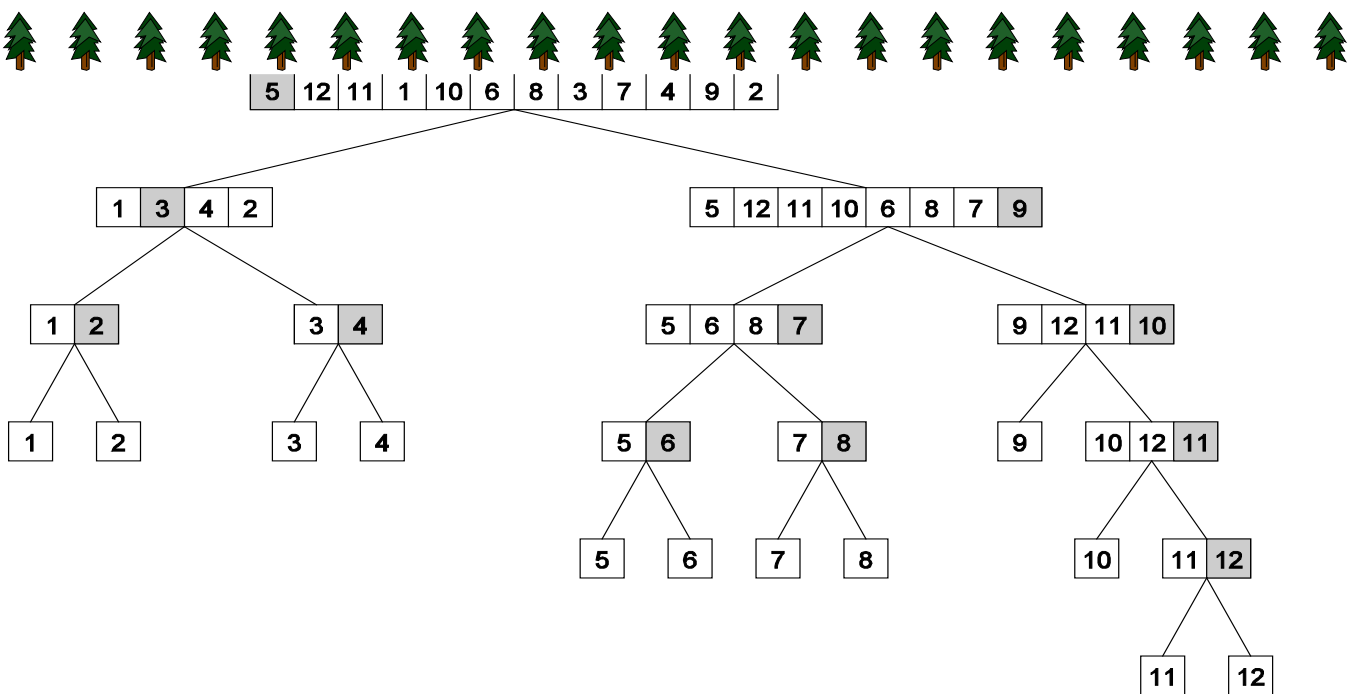 5 12 11 1 10 6 8 3 7 4 9 2
1 3 4 2 5 12 11 10 6 8 7 9
1 2 3 4 5 6 8 7 9 12 11 10
1 2 3 4 5 6 7 8 9 10 12 11
5 6 7 8 10 11 12
11 12